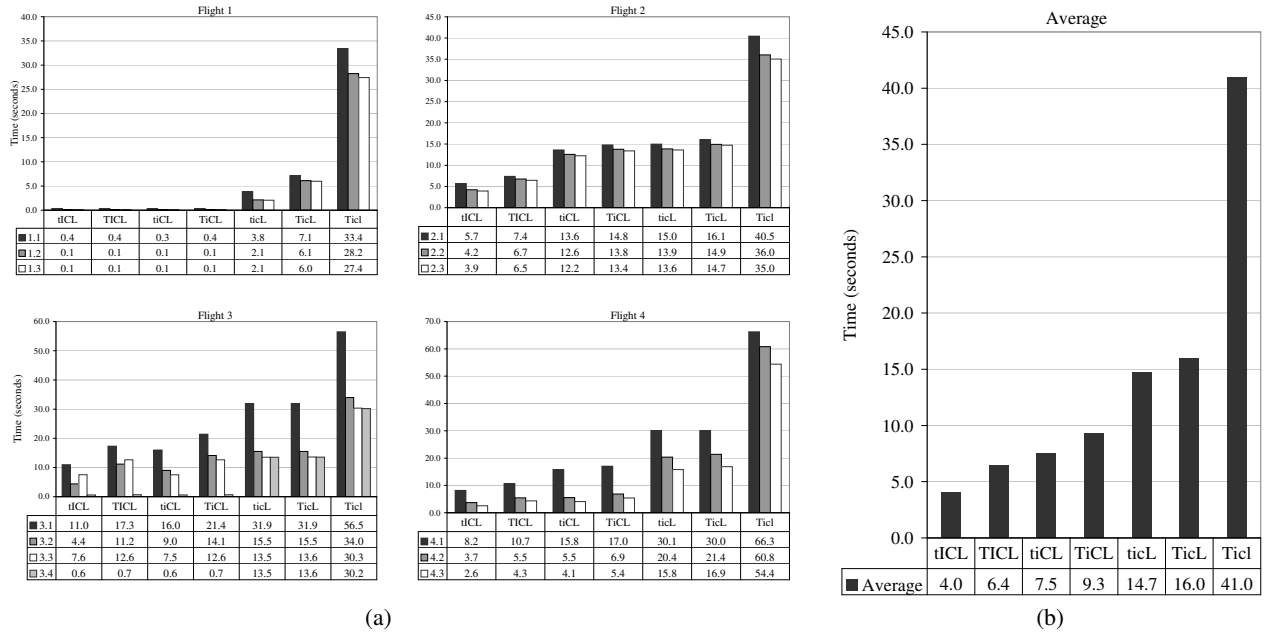 Flight 1
40.0
35.0
30.0
25.0
20.0
15.0
10.0
5.0
0.0
Time (seconds)
tICL TICL tiCL TiCL ticL TicL Ticl
1.1 0.4 0.4 0.3 0.4 3.8 7.1 33.4
1.2 0.1 0.1 0.1 0.1 2.1 6.1 28.2
1.3 0.1 0.1 0.1 0.1 2.1 6.0 27.4
Flight 2
45.0
40.0
35.0
30.0
25.0
20.0
15.0
10.0
5.0
0.0
tICL TICL tiCL TiCL ticL TicL Ticl
2.1 5.7 7.4 13.6 14.8 15.0 16.1 40.5
2.2 4.2 6.7 12.6 13.8 13.9 14.9 36.0
2.3 3.9 6.5 12.2 13.4 13.6 14.7 35.0
Flight 3
60.0
50.0
40.0
30.0
20.0
10.0
0.0
Time (seconds)
tICL TICL tiCL TiCL ticL TicL Ticl
3.1 11.0 17.3 16.0 21.4 31.9 31.9 56.5
3.2 4.4 11.2 9.0 14.1 15.5 15.5 34.0
3.3 7.6 12.6 7.5 12.6 13.5 13.6 30.3
3.4 0.6 0.7 0.6 0.7 13.5 13.6 30.2
Flight 4
70.0
60.0
50.0
40.0
30.0
20.0
10.0
0.0
tICL TICL tiCL TiCL ticL TicL Ticl
4.1 8.2 10.7 15.8 17.0 30.1 30.0 66.3
4.2 3.7 5.5 5.5 6.9 20.4 21.4 60.8
4.3 2.6 4.3 4.1 5.4 15.8 16.9 54.4
(a)
Average
45.0
40.0
35.0
30.0
25.0
20.0
15.0
10.0
5.0
0.0
Time (seconds)
tICL TICL tiCL TiCL ticL TicL Ticl
Average 4.0 6.4 7.5 9.3 14.7 16.0 41.0
(b)